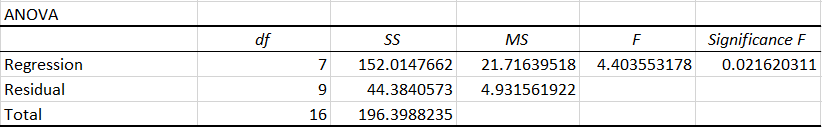 ANOVA
df SS MS F Significance F
Regression 7 152.0147662 21.71639518 4.403553178 0.021620311
Residual 9 44.3840573 4.931561922
Total 16 196.3988235